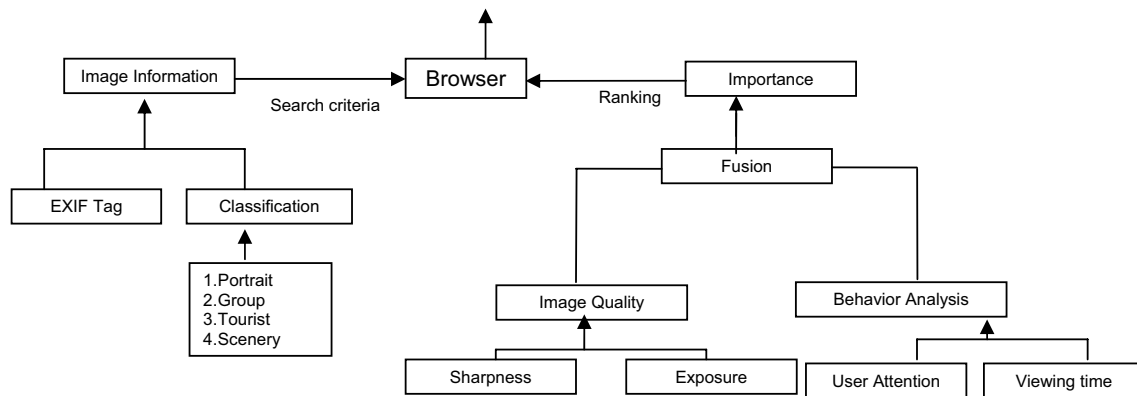 Image Information
Search criteria
Browser
Ranking
Importance
Fusion
EXIF Tag
Classification
1.Portrait
2.Group
3.Tourist
4.Scenery
Image Quality
Behavior Analysis
Sharpness
Exposure
User Attention
Viewing time